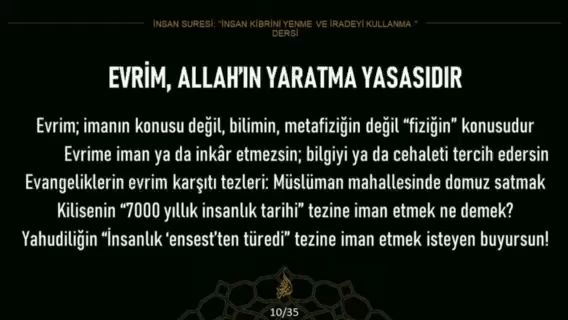 İNSAN SURESİ: "İNSAN KİBRİNİ YENME VE İRADEYİ KULLANMA "
DERSİ
EVRİM, ALLAH'IN YARATMA YASASIDIR
Evrim; imanın konusu değil, bilimin, metafiziğin değil “fiziğin” konusudur
Evrime iman ya da inkâr etmezsin; bilgiyi ya da cehaleti tercih edersin
Evangeliklerin evrim karşıtı tezleri: Müslüman mahallesinde domuz satmak
Kilisenin “7000 yıllık insanlık tarihi” tezine iman etmek ne demek?
Yahudiliğin “İnsanlık ‘ensest’ten türedi” tezine iman etmek isteyen buyursun!
10/35